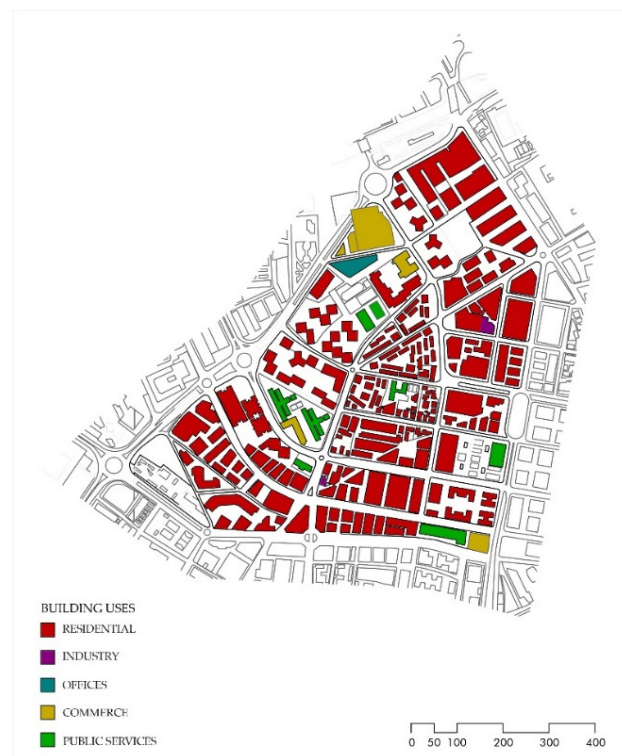 BUILDING USES
RESIDENTIAL
INDUSTRY
OFFICES
COMMERCE
PUBLIC SERVICES
0 50 100 200 300 400